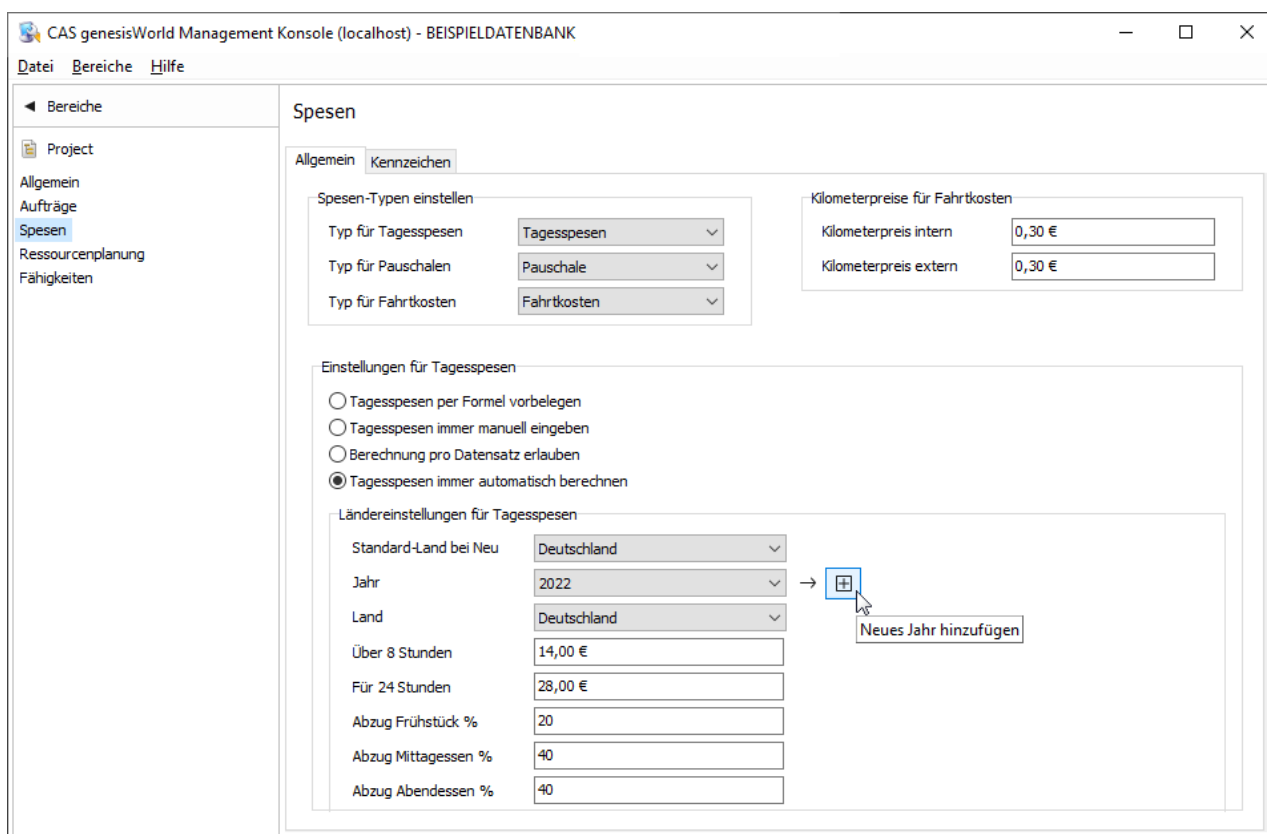 CAS genesisWorld Management Konsole (localhost) - BEISPIELDATENBANK
Datei Bereiche Hilfe
Bereiche
Project
Allgemein
Aufträge
Spesen
Ressourcenplanung
Fähigkeiten
Spesen
Allgemein Kennzeichen
Spesen-Typen einstellen
Typ für Tagesspesen Tagesspesen
Typ für Pauschalen Pauschale
Typ für Fahrtkosten Fahrtkosten
Kilometerpreise für Fahrtkosten
Kilometerpreis intern 0,30 €
Kilometerpreis extern 0,30 €
Einstellungen für Tagesspesen
Tagesspesen per Formel vorbelegen
Tagesspesen immer manuell eingeben
Berechnung pro Datensatz erlauben
Tagesspesen immer automatisch berechnen
Ländereinstellungen für Tagesspesen
Standard-Land bei Neu Deutschland
Jahr 2022 →
Neues Jahr hinzufügen
Land Deutschland
Über 8 Stunden 14,00 €
Für 24 Stunden 28,00 €
Abzug Frühstück % 20
Abzug Mittagessen % 40
Abzug Abendessen % 40